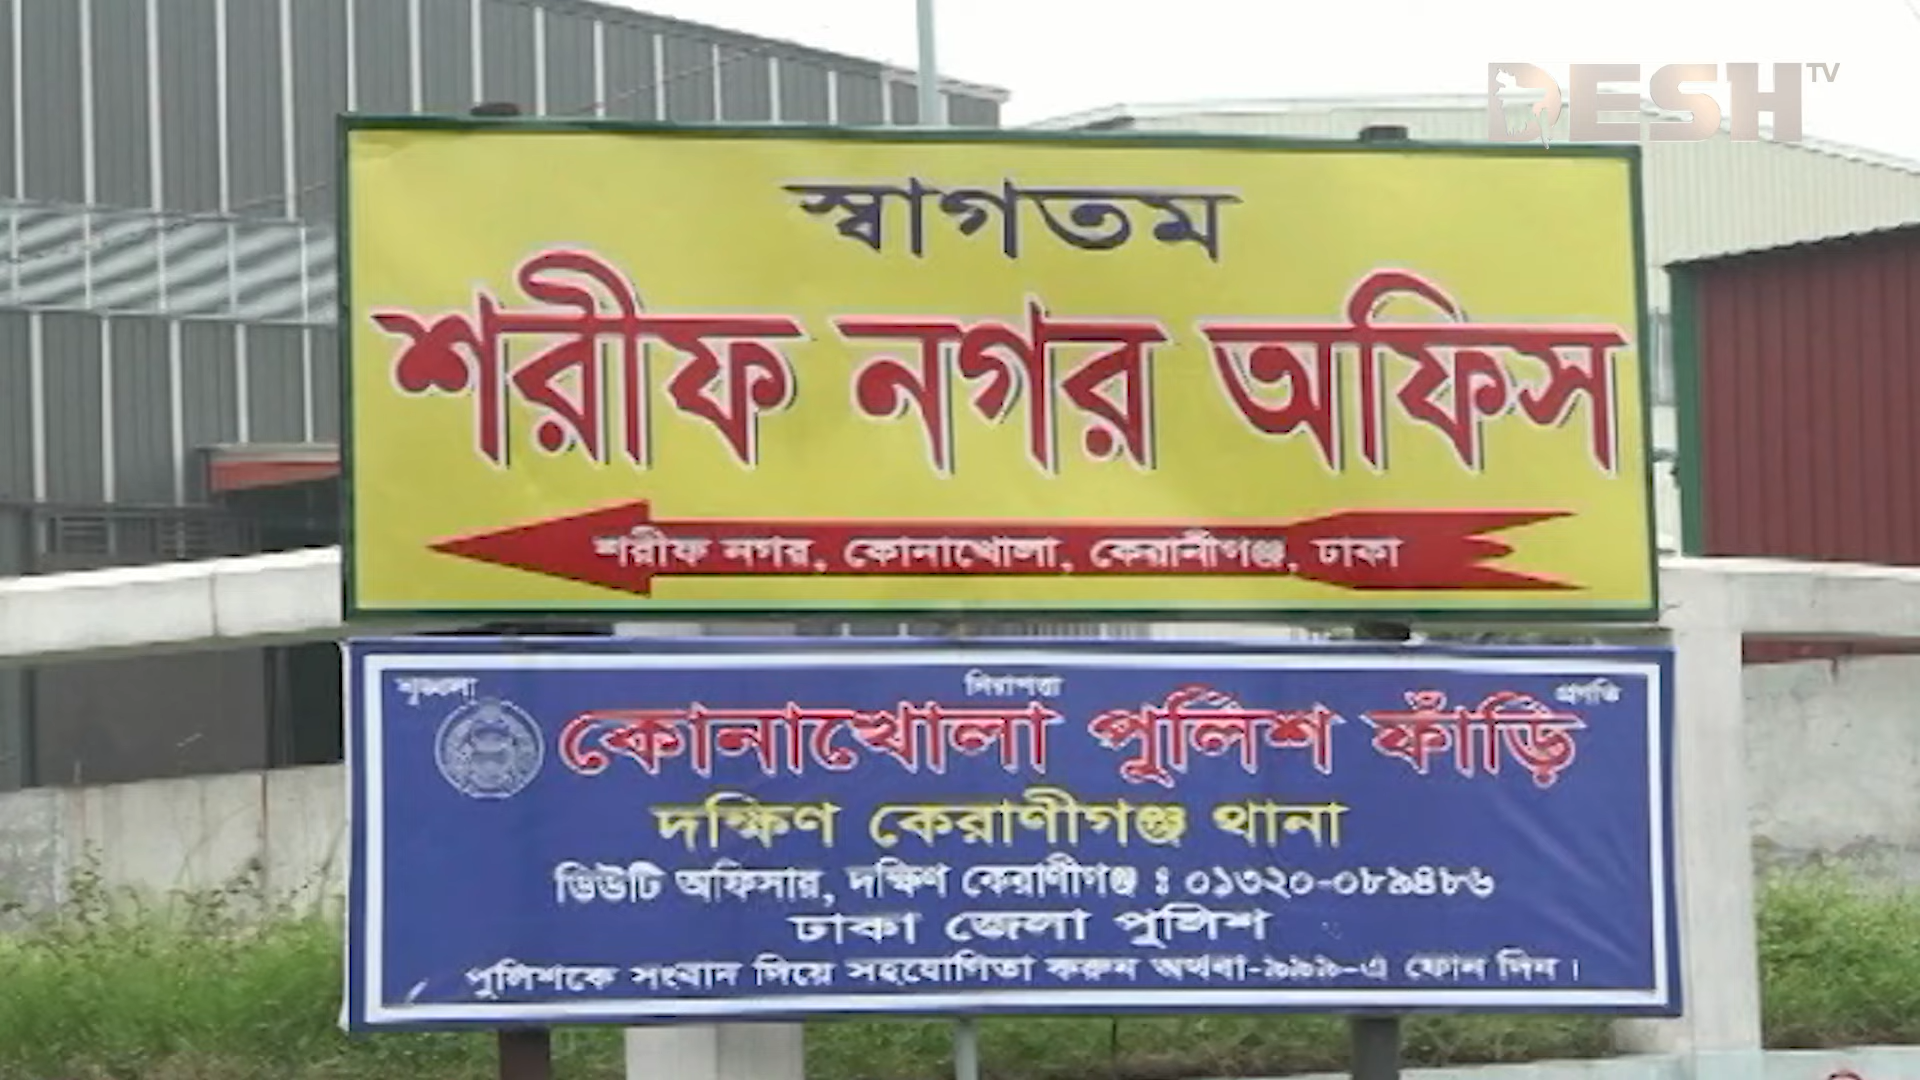 DESH TV
স্বাগতম
শরীফ নগর অফিস
শরীফ নগর, কোনাখোলা, কেরানীগঞ্জ, ঢাকা
শৃঙ্খলা নিরাপত্তা প্রগতি
কোনাখোলা পুলিশ ফাঁড়ি
দক্ষিণ কেরাণীগঞ্জ থানা
ডিউটি অফিসার, দক্ষিণ কেরাণীগঞ্জ : ০১৩২০-০৮৯৪৮৬
ঢাকা জেলা পুলিশ
পুলিশকে সংবাদ দিয়ে সহযোগিতা করুন অথবা-৯৯৯-এ ফোন দিন।